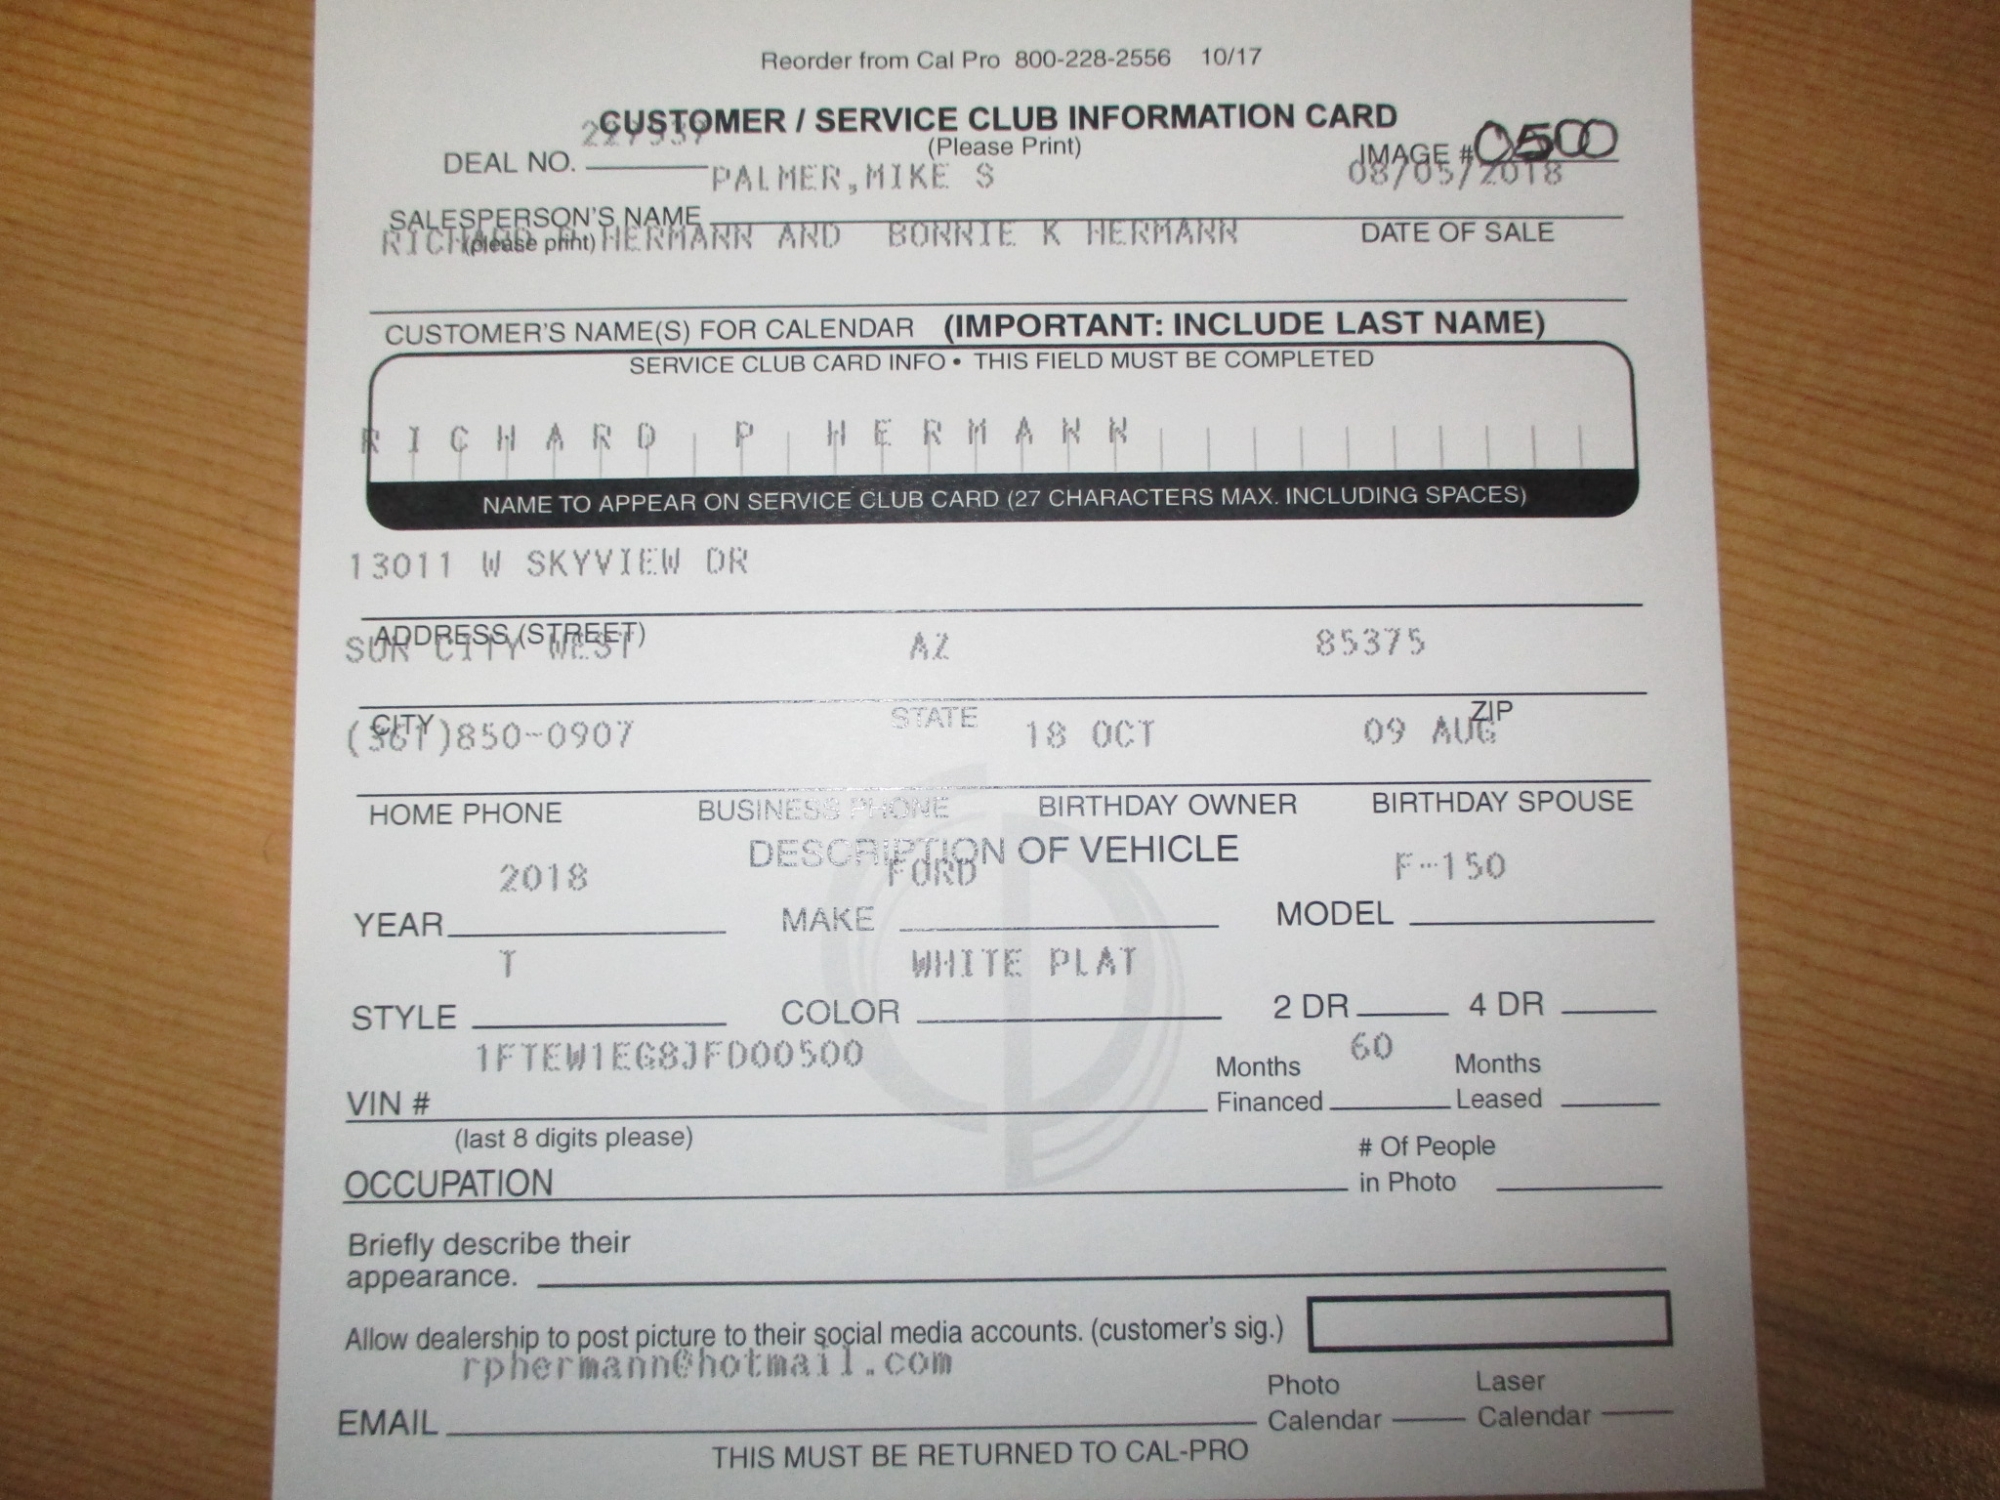 Reorder from Cal Pro 800-228-2556 10/17
CUSTOMER / SERVICE CLUB INFORMATION CARD
(Please Print)
DEAL NO. IMAGE # 0500
PALMER,MIKE S 08/05/2018
SALESPERSON'S NAME
(please print) DATE OF SALE
RICHARD P HERMANN AND BONNIE K HERMANN
CUSTOMER'S NAME(S) FOR CALENDAR (IMPORTANT: INCLUDE LAST NAME)
SERVICE CLUB CARD INFO • THIS FIELD MUST BE COMPLETED
RICHARD P HERMANN
NAME TO APPEAR ON SERVICE CLUB CARD (27 CHARACTERS MAX. INCLUDING SPACES)
13011 W SKYVIEW DR
ADDRESS (STREET)
SUN CITY WEST AZ 85375
CITY STATE ZIP
(361)850-0907 18 OCT 09 AUG
HOME PHONE BUSINESS PHONE BIRTHDAY OWNER BIRTHDAY SPOUSE
DESCRIPTION OF VEHICLE
2018 FORD F-150
YEAR MAKE MODEL
T WHITE PLAT
STYLE COLOR 2 DR 4 DR
1FTEW1EG8JFD00500 60
VIN # Months Financed Months Leased
(last 8 digits please)
OCCUPATION # Of People in Photo
Briefly describe their
appearance.
Allow dealership to post picture to their social media accounts. (customer's sig.)
rphermann@hotmail.com
EMAIL Photo Calendar Laser Calendar
THIS MUST BE RETURNED TO CAL-PRO